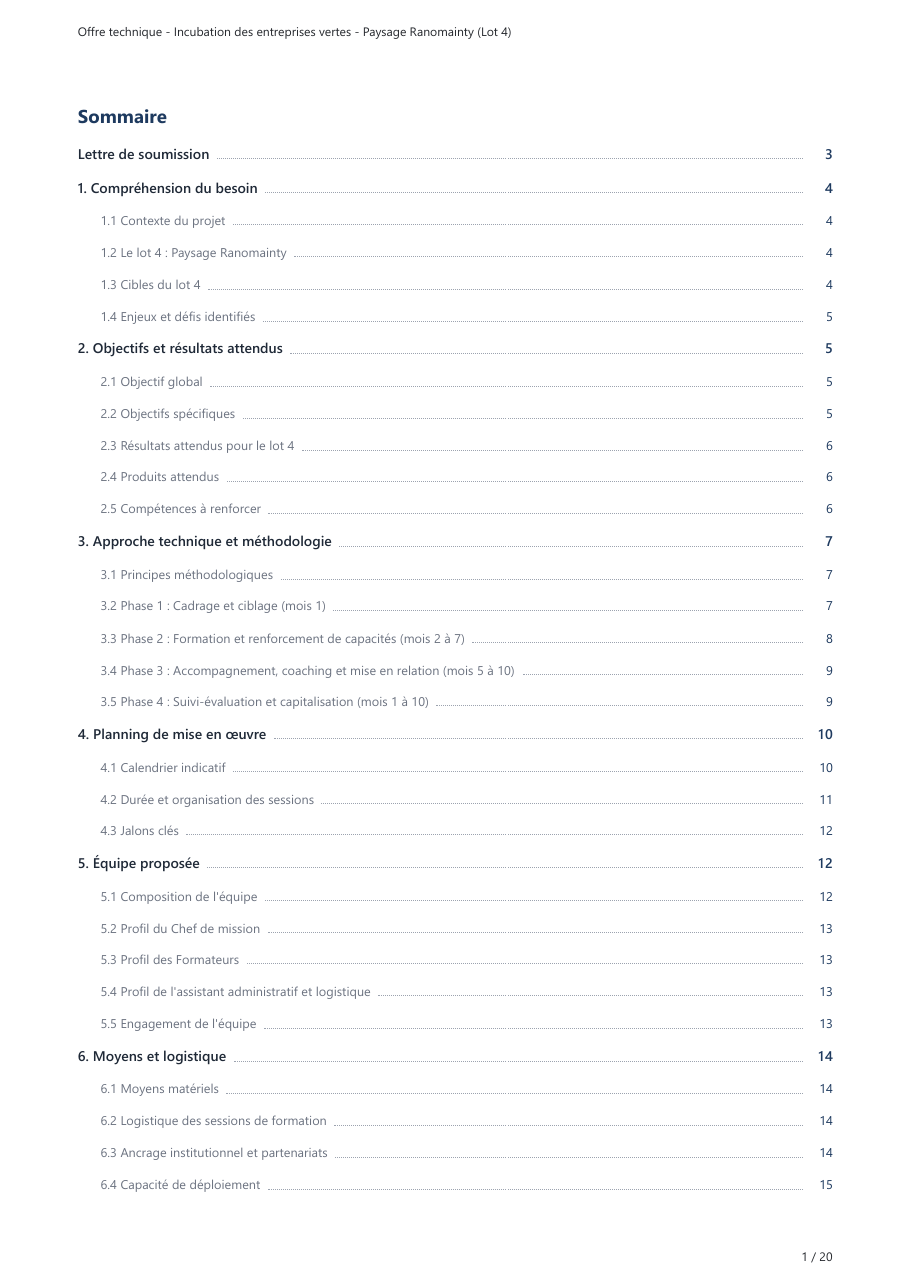 Offre technique - Incubation des entreprises vertes - Paysage Ranomainty (Lot 4)
Sommaire
Lettre de soumission 3
1. Compréhension du besoin 4
1.1 Contexte du projet 4
1.2 Le lot 4 : Paysage Ranomainty 4
1.3 Cibles du lot 4 4
1.4 Enjeux et défis identifiés 5
2. Objectifs et résultats attendus 5
2.1 Objectif global 5
2.2 Objectifs spécifiques 5
2.3 Résultats attendus pour le lot 4 6
2.4 Produits attendus 6
2.5 Compétences à renforcer 6
3. Approche technique et méthodologie 7
3.1 Principes méthodologiques 7
3.2 Phase 1 : Cadrage et ciblage (mois 1) 7
3.3 Phase 2 : Formation et renforcement de capacités (mois 2 à 7) 8
3.4 Phase 3 : Accompagnement, coaching et mise en relation (mois 5 à 10) 9
3.5 Phase 4 : Suivi-évaluation et capitalisation (mois 1 à 10) 9
4. Planning de mise en œuvre 10
4.1 Calendrier indicatif 10
4.2 Durée et organisation des sessions 11
4.3 Jalons clés 12
5. Équipe proposée 12
5.1 Composition de l'équipe 12
5.2 Profil du Chef de mission 13
5.3 Profil des Formateurs 13
5.4 Profil de l'assistant administratif et logistique 13
5.5 Engagement de l'équipe 13
6. Moyens et logistique 14
6.1 Moyens matériels 14
6.2 Logistique des sessions de formation 14
6.3 Ancrage institutionnel et partenariats 14
6.4 Capacité de déploiement 15
1 / 20